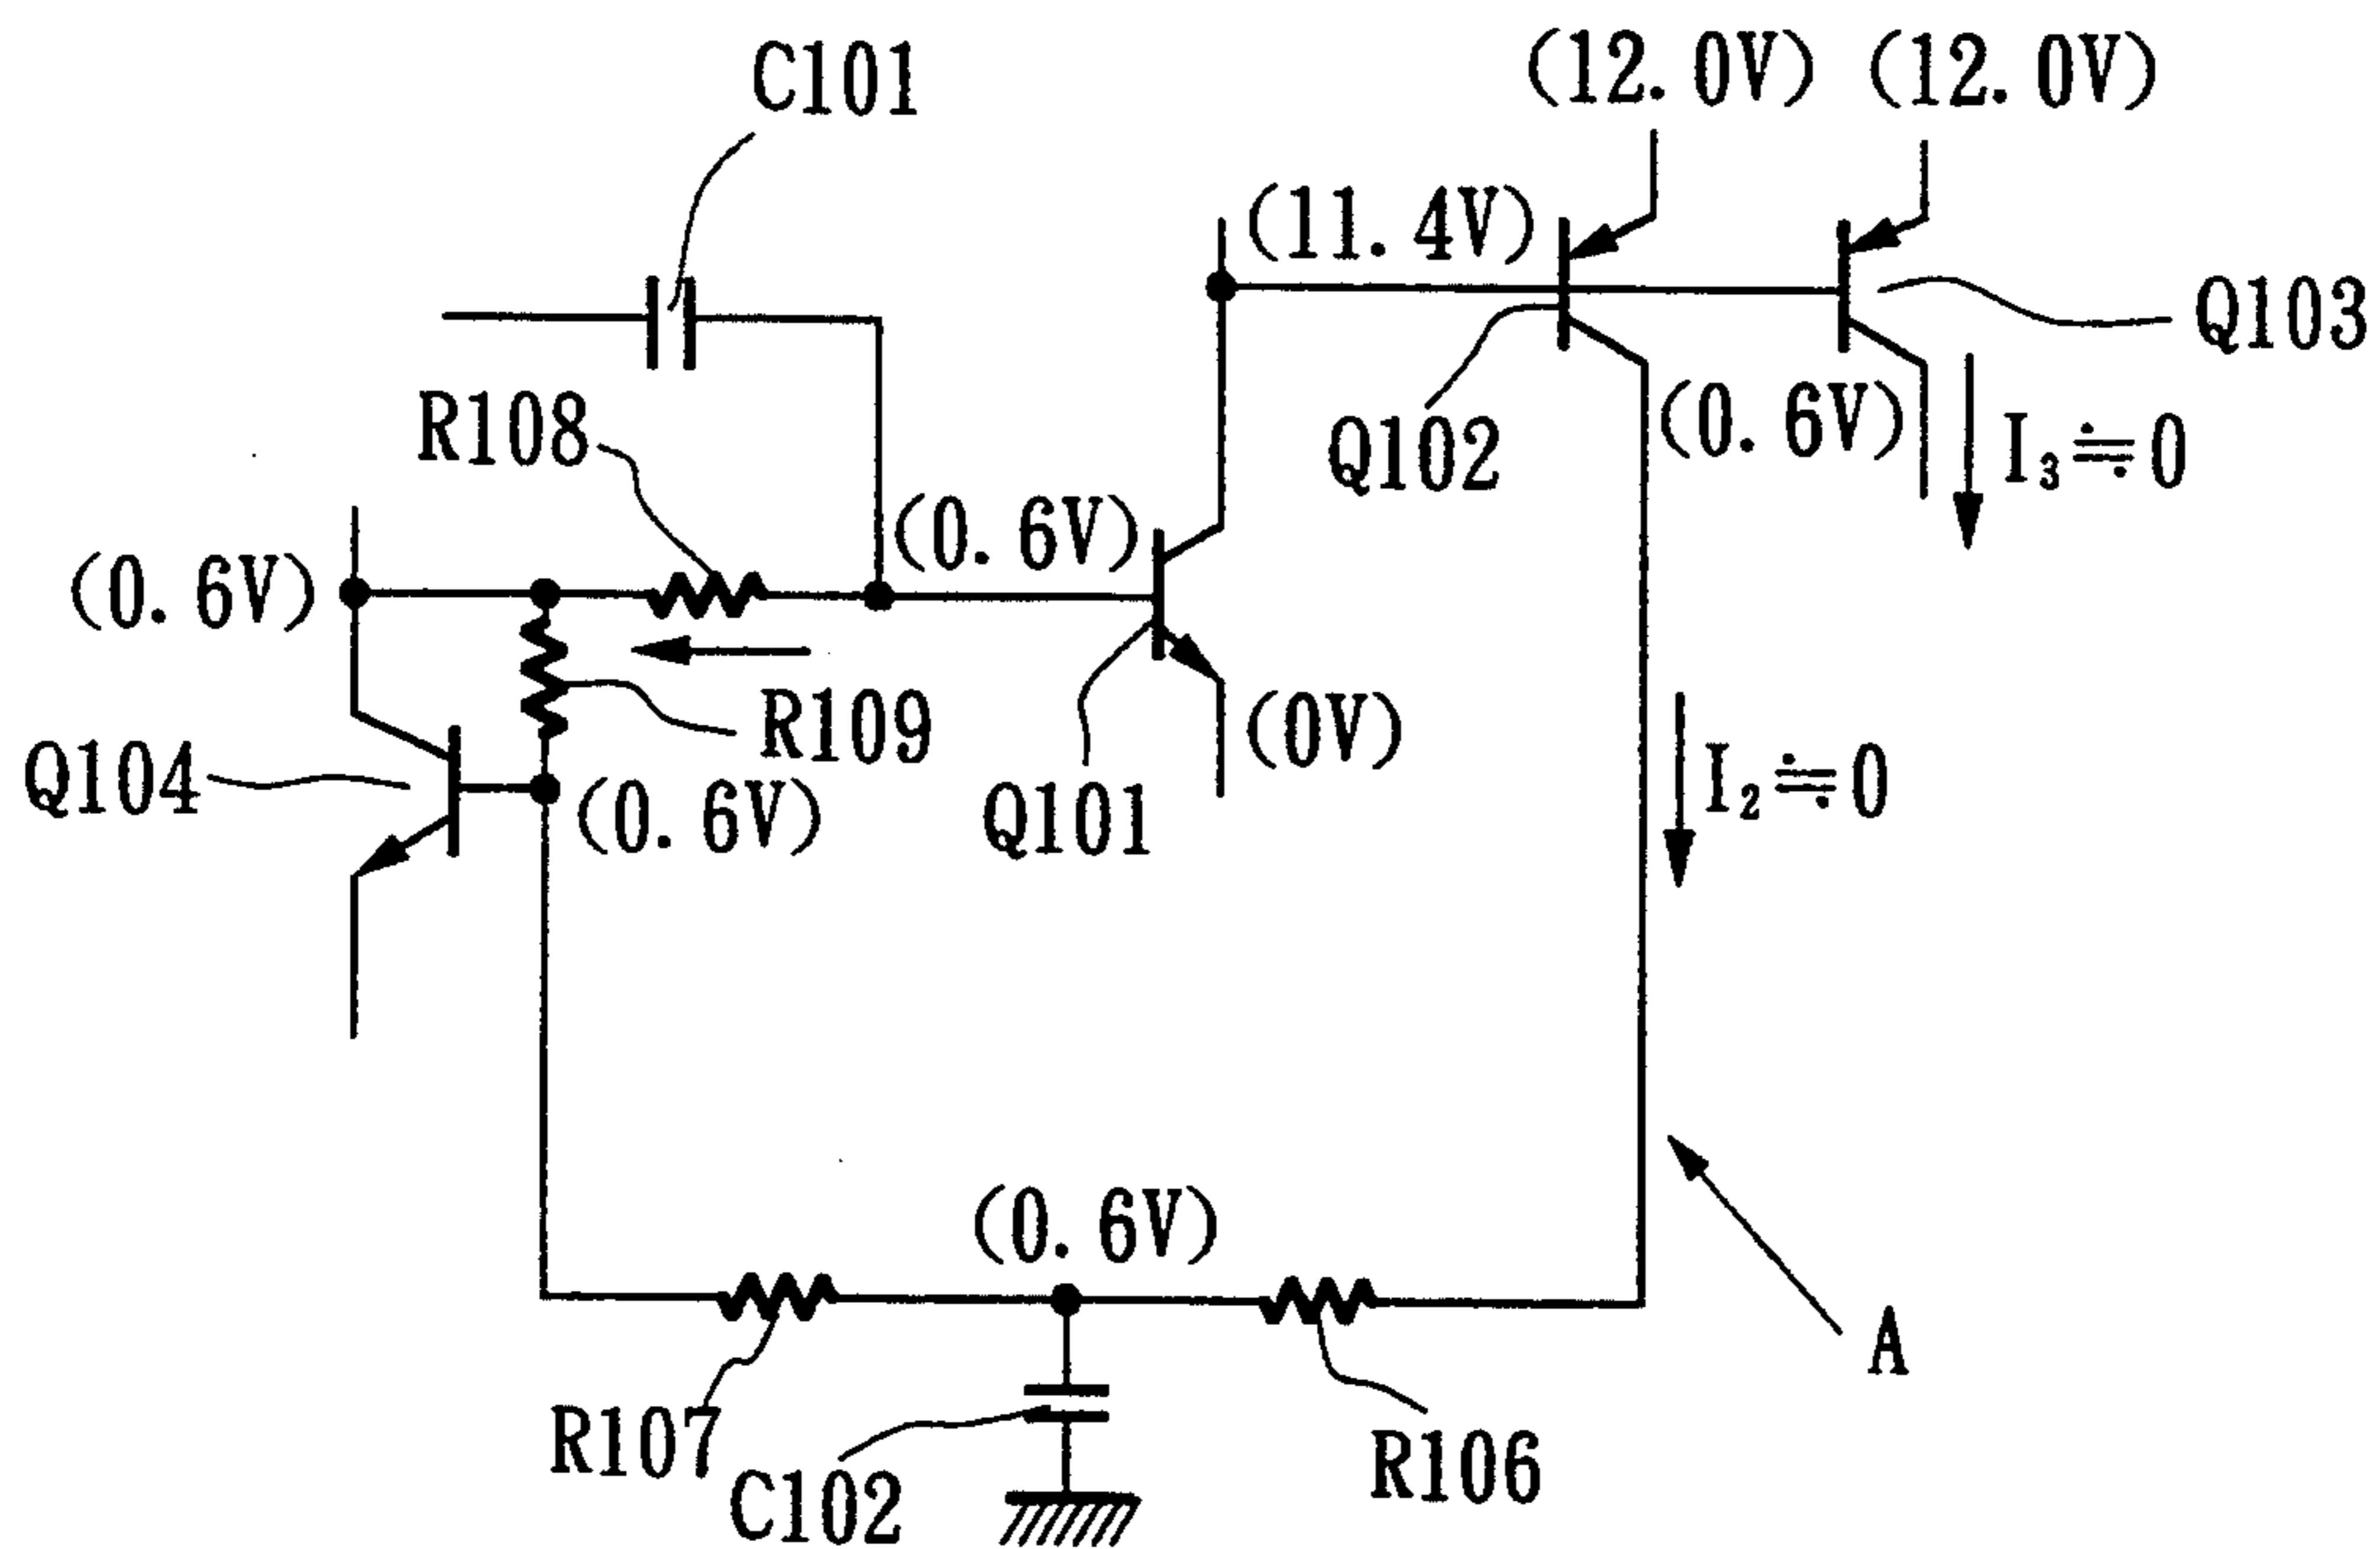 C101
(12. 0V) (12. 0V)
(11. 4V)
Q103
R108
Q102
(0. 6V)
I₃≒0
(0. 6V)
(0. 6V)
R109
(0V)
Q104
(0. 6V)
Q101
I₂≒0
(0. 6V)
A
R107
C102
R106